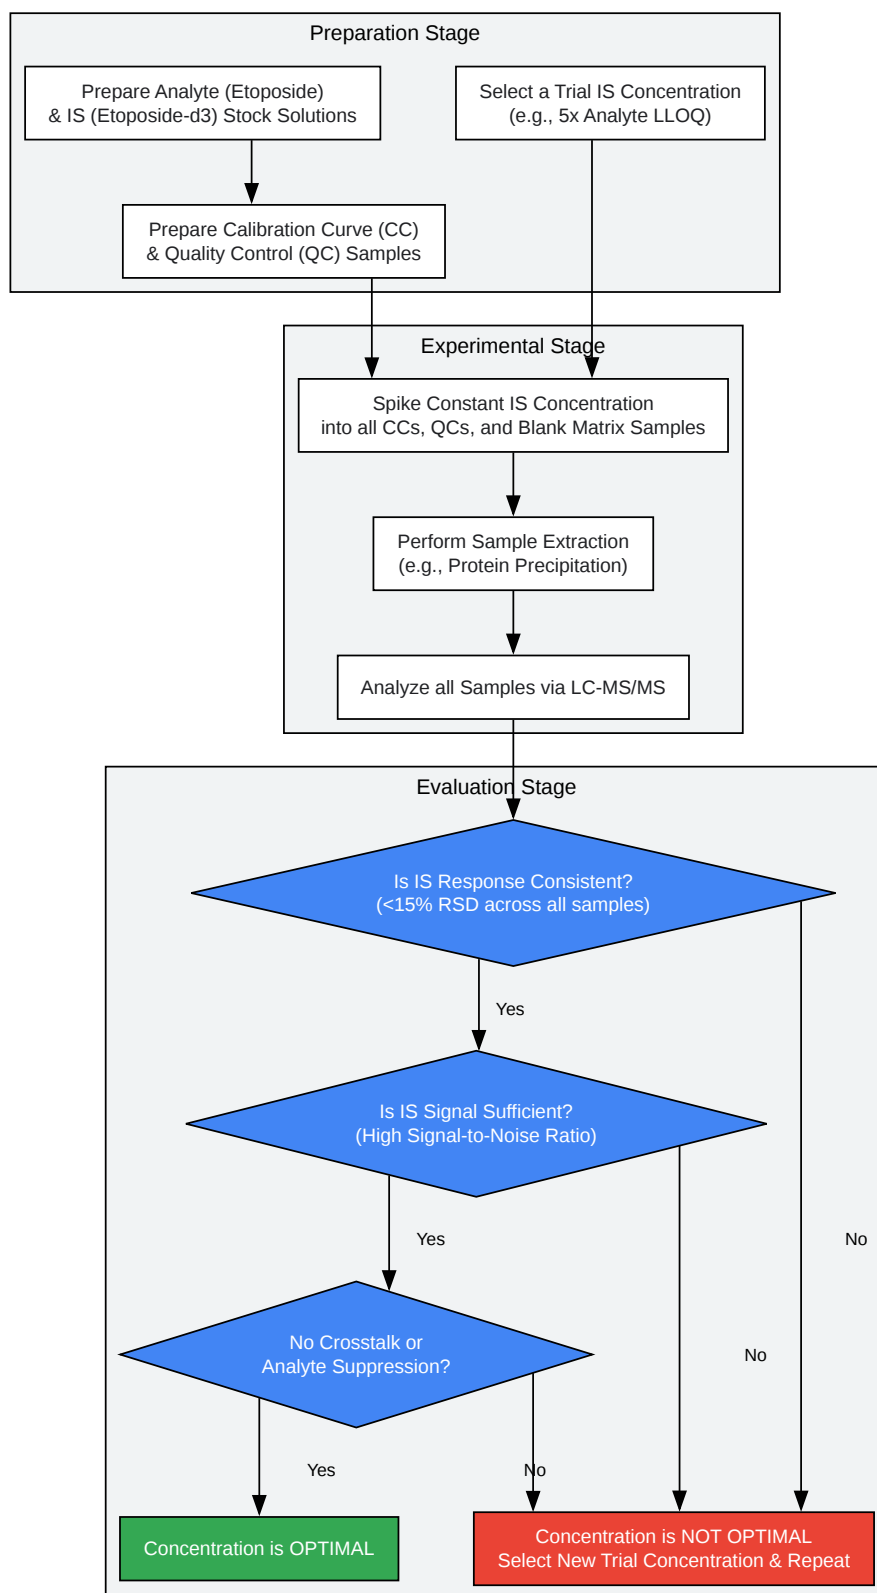 Preparation Stage
Prepare Analyte (Etoposide)
& IS (Etoposide-d3) Stock Solutions
Select a Trial IS Concentration
(e.g., 5x Analyte LLOQ)
Prepare Calibration Curve (CC)
& Quality Control (QC) Samples
Experimental Stage
Spike Constant IS Concentration
into all CCs, QCs, and Blank Matrix Samples
Perform Sample Extraction
(e.g., Protein Precipitation)
Analyze all Samples via LC-MS/MS
Evaluation Stage
Is IS Response Consistent?
(<15% RSD across all samples)
Yes
Is IS Signal Sufficient?
(High Signal-to-Noise Ratio)
Yes
No
No Crosstalk or
Analyte Suppression?
No
Yes
No
Concentration is OPTIMAL
Concentration is NOT OPTIMAL
Select New Trial Concentration & Repeat